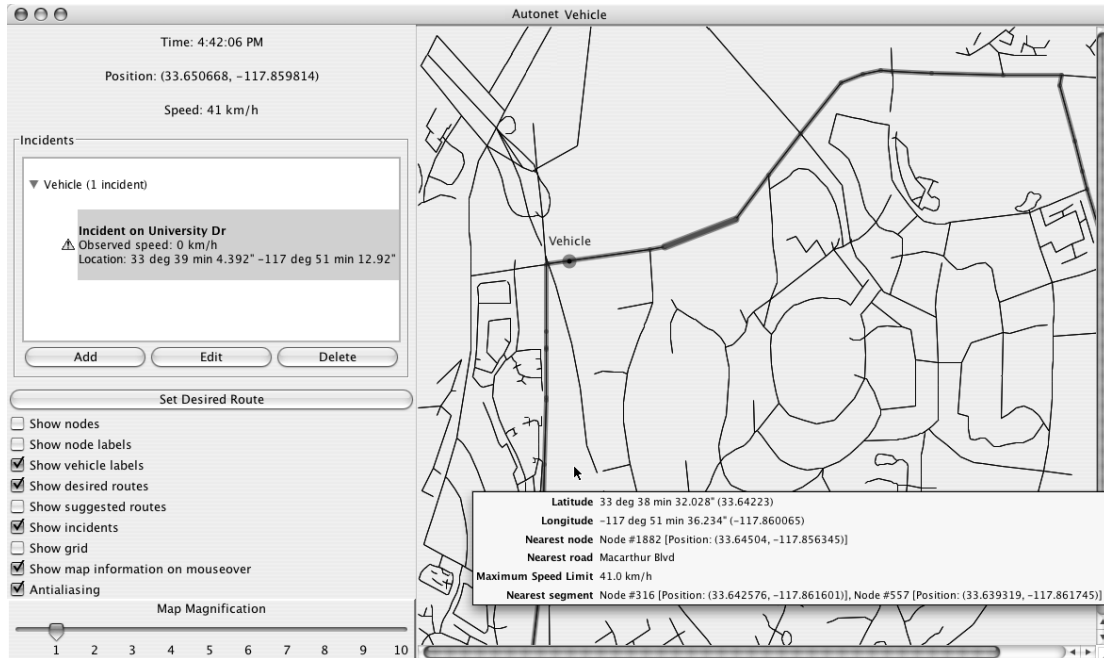 Autonet Vehicle
Time: 4:42:06 PM
Position: (33.650668, −117.859814)
Speed: 41 km/h
Incidents
Vehicle (1 incident)
Incident on University Dr
Observed speed: 0 km/h
Location: 33 deg 39 min 4.392" −117 deg 51 min 12.92"
Add Edit Delete
Set Desired Route
Show nodes
Show node labels
Show vehicle labels
Show desired routes
Show suggested routes
Show incidents
Show grid
Show map information on mouseover
Antialiasing
Map Magnification
1 2 3 4 5 6 7 8 9 10
Vehicle
Latitude 33 deg 38 min 32.028" (33.64223)
Longitude −117 deg 51 min 36.234" (−117.860065)
Nearest node Node #1882 [Position: (33.64504, −117.856345)]
Nearest road Macarthur Blvd
Maximum Speed Limit 41.0 km/h
Nearest segment Node #316 [Position: (33.642576, −117.861601)], Node #557 [Position: (33.639319, −117.861745)]